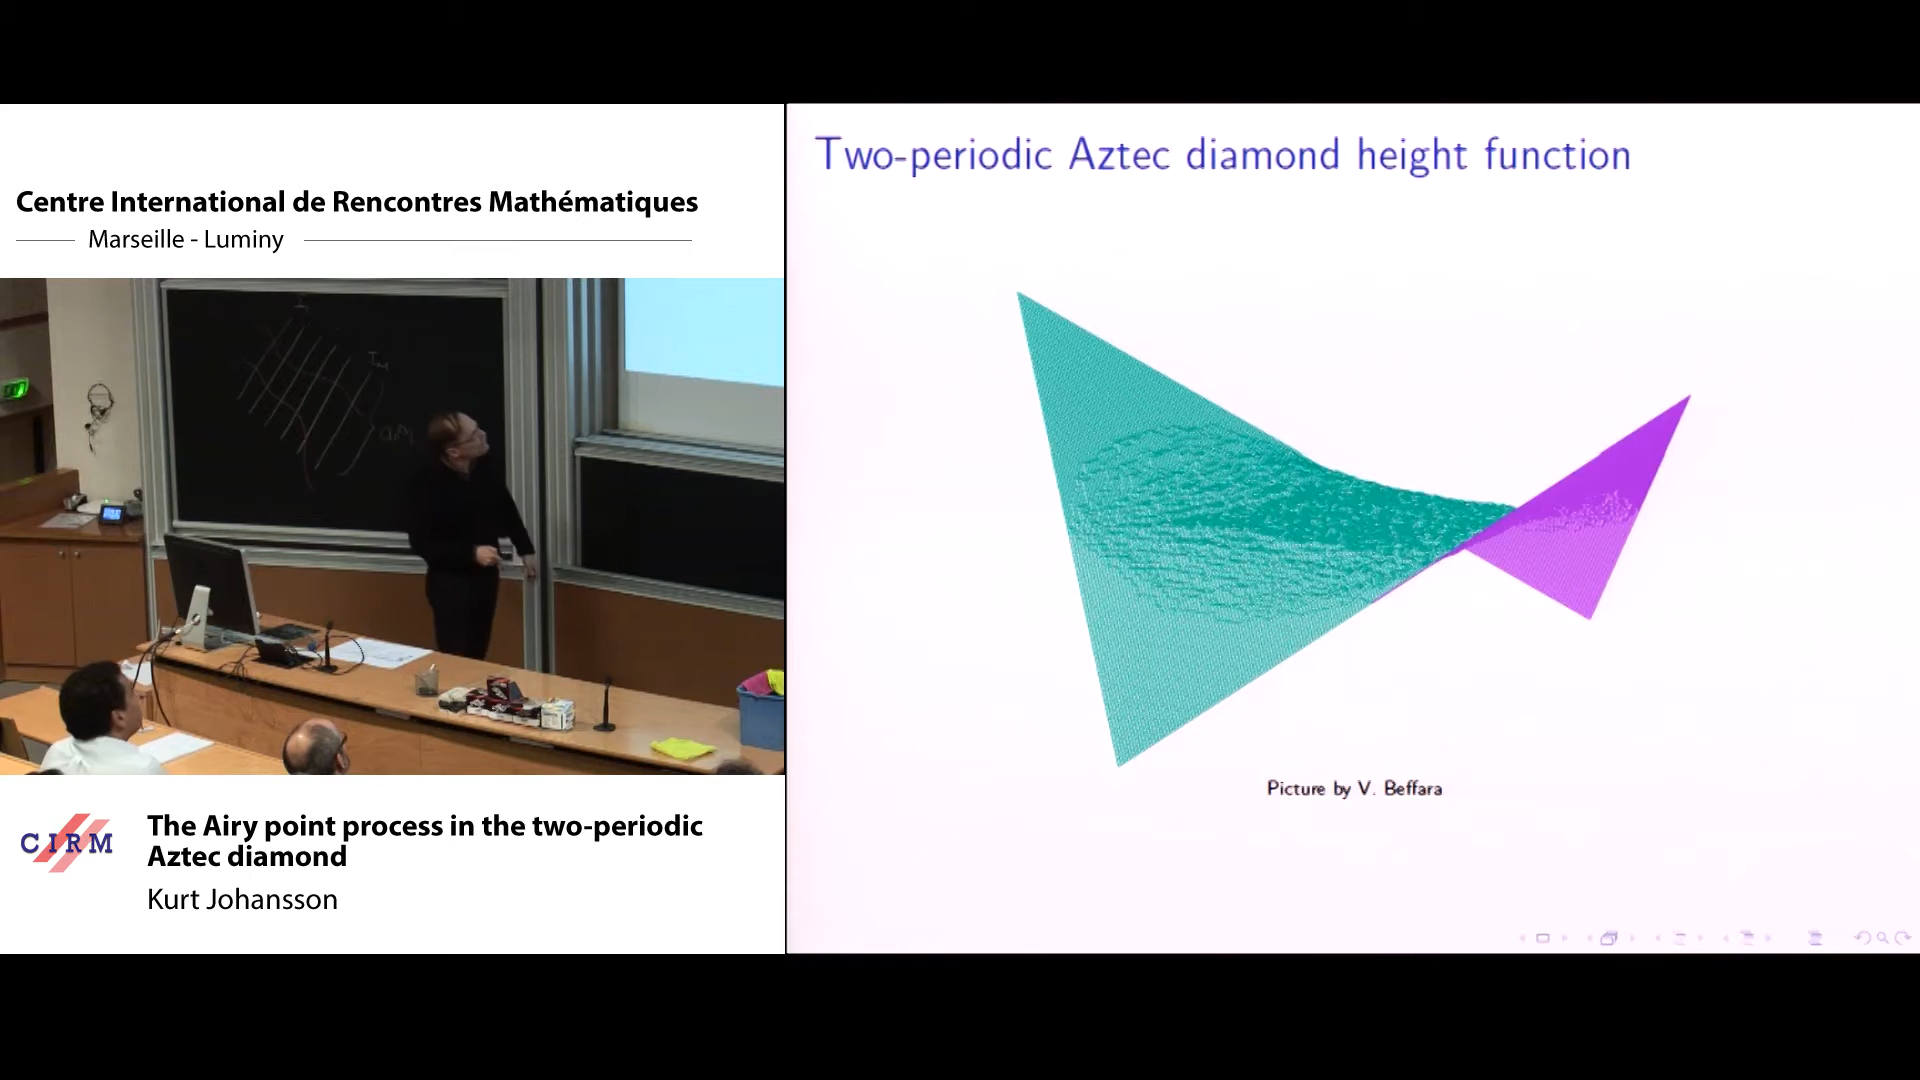 Centre International de Rencontres Mathématiques
Marseille - Luminy
CIRM
The Airy point process in the two-periodic
Aztec diamond
Kurt Johansson
Two-periodic Aztec diamond height function
Picture by V. Beffara